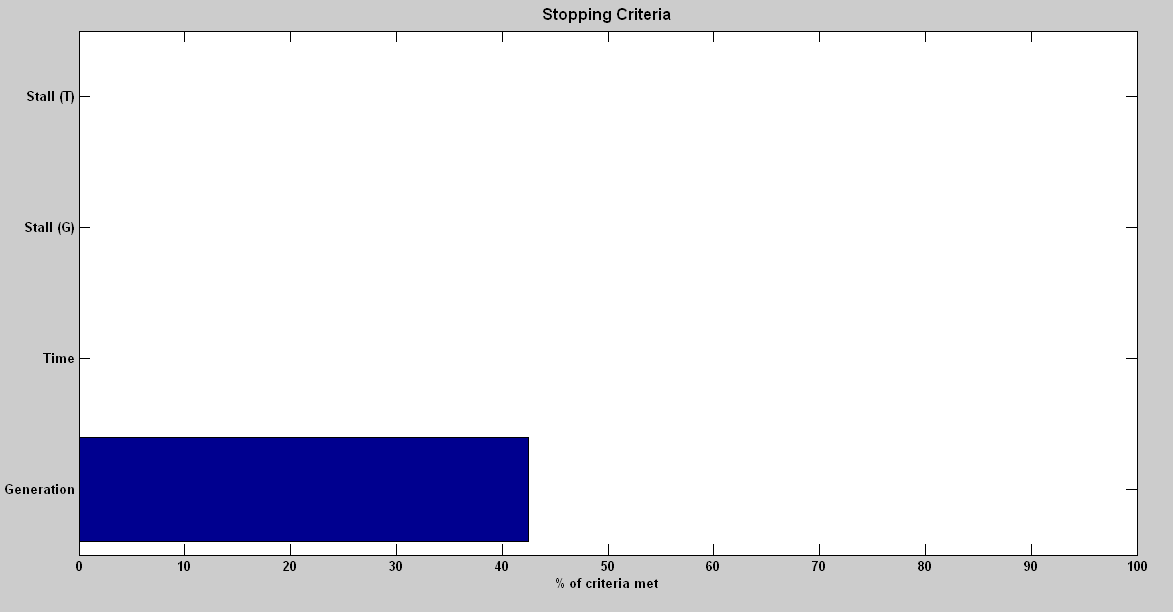 Stopping Criteria
Stall (T)
Stall (G)
Time
Generation
0 10 20 30 40 50 60 70 80 90 100
% of criteria met